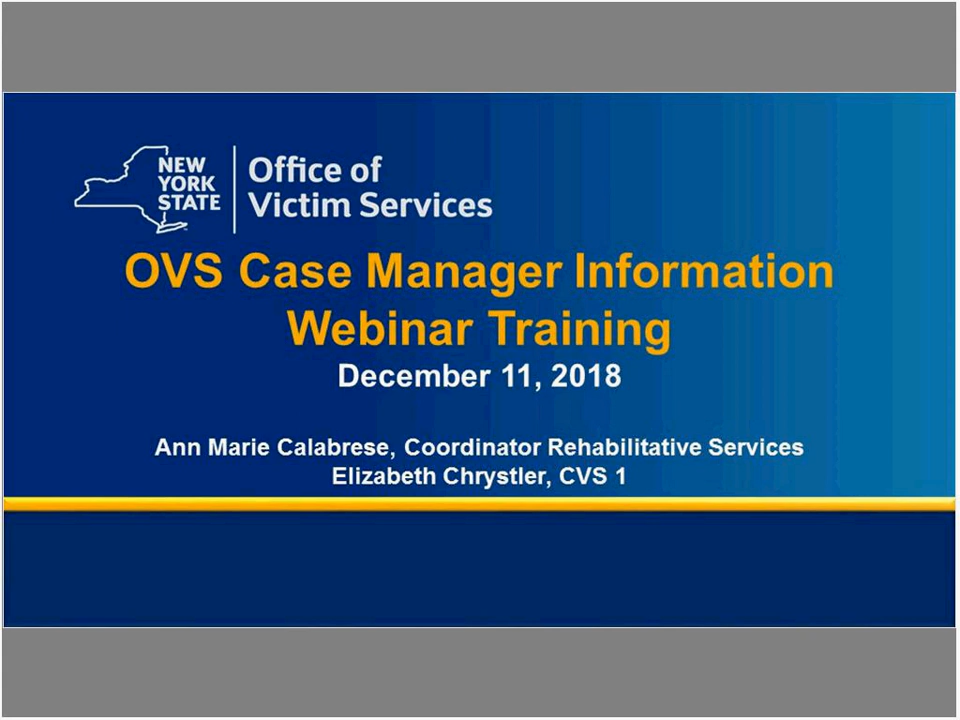 NEW
YORK
STATE
Office of
Victim Services
OVS Case Manager Information
Webinar Training
December 11, 2018
Ann Marie Calabrese, Coordinator Rehabilitative Services
Elizabeth Chrystler, CVS 1